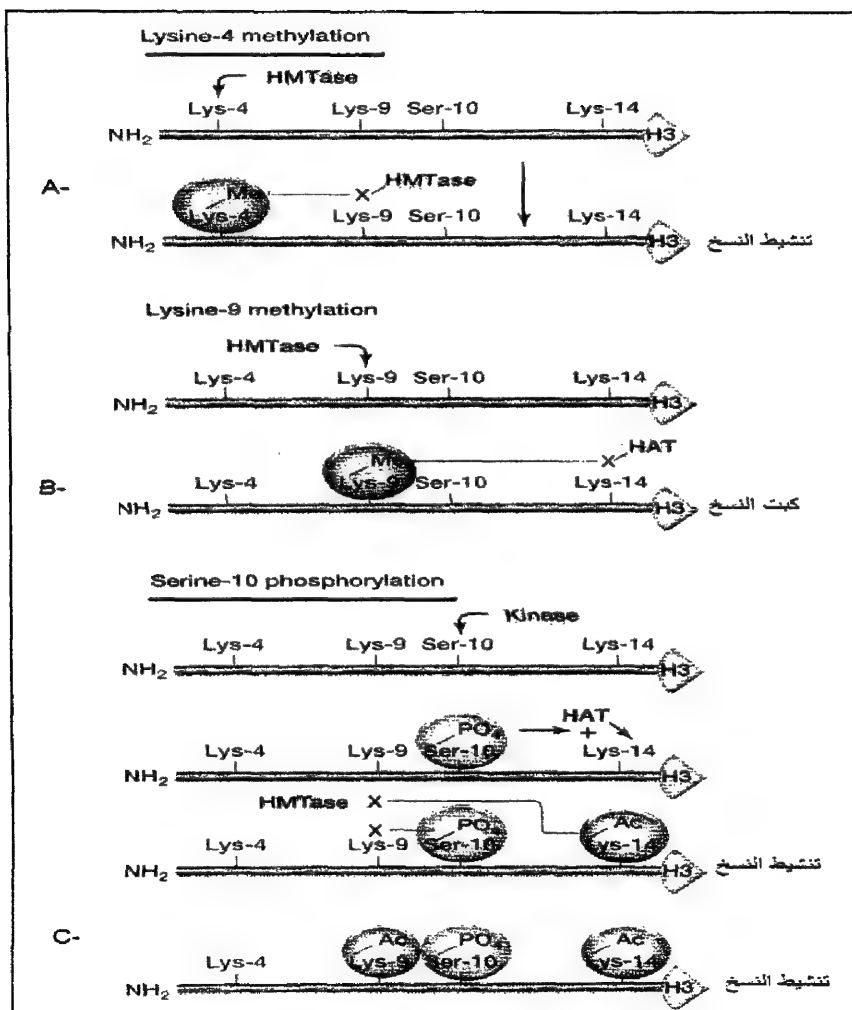 Lysine-4 methylation
HMTase
Lys-4 Lys-9 Ser-10 Lys-14
NH2 H3
A-
Me HMTase
X
Lys-4 Lys-9 Ser-10 Lys-14
NH2 H3 تنشيط النسخ
Lysine-9 methylation
HMTase
Lys-4 Lys-9 Ser-10 Lys-14
NH2 H3
B-
Me X HAT
Lys-4 Lys-9 Ser-10 Lys-14
NH2 H3 كبت النسخ
Serine-10 phosphorylation
Kinase
Lys-4 Lys-9 Ser-10 Lys-14
NH2 H3
PO4 HAT
+
Lys-4 Lys-9 Ser-10 Lys-14
NH2 H3
HMTase X
X PO4 Ac
Lys-4 Lys-9 Ser-10 Lys-14
NH2 H3 تنشيط النسخ
C-
Ac PO4 Ac
Lys-4 Lys-9 Ser-10 Lys-14
NH2 H3 تنشيط النسخ